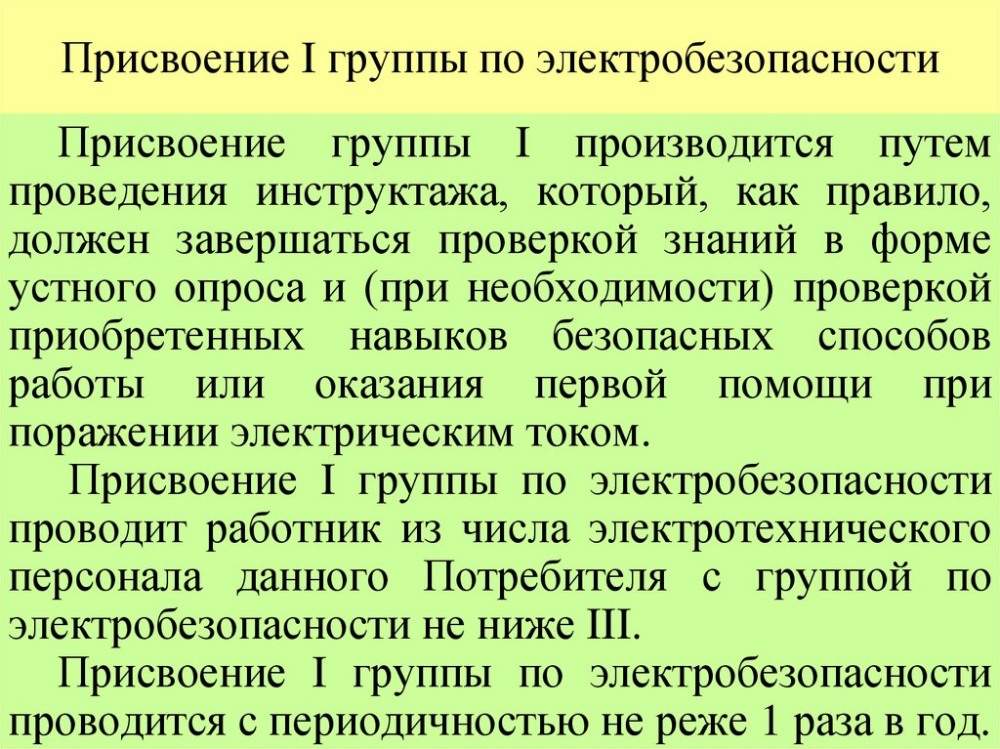 Присвоение I группы по электробезопасности
Присвоение группы I производится путем
проведения инструктажа, который, как правило,
должен завершаться проверкой знаний в форме
устного опроса и (при необходимости) проверкой
приобретенных навыков безопасных способов
работы или оказания первой помощи при
поражении электрическим током.
Присвоение I группы по электробезопасности
проводит работник из числа электротехнического
персонала данного Потребителя с группой по
электробезопасности не ниже III.
Присвоение I группы по электробезопасности
проводится с периодичностью не реже 1 раза в год.